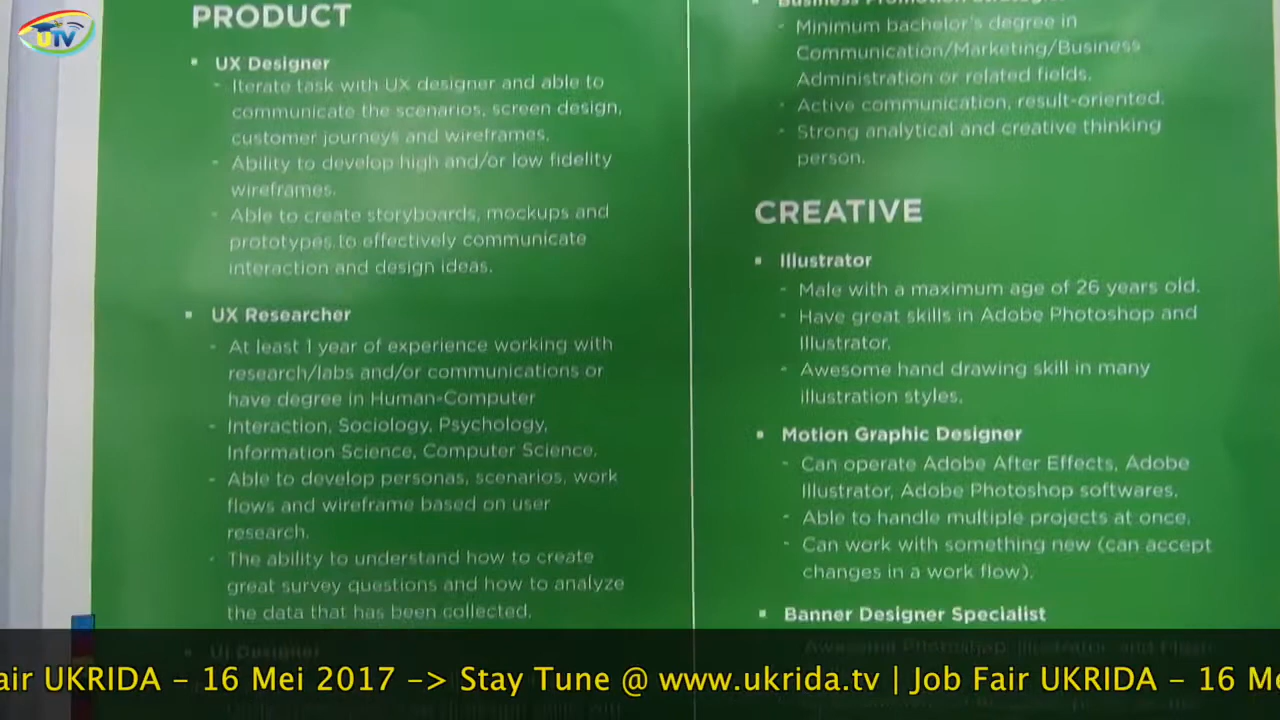 UTV
PRODUCT
UX Designer
- Iterate task with UX designer and able to
communicate the scenarios, screen design,
customer journeys and wireframes.
- Ability to develop high and/or low fidelity
wireframes.
- Able to create storyboards, mockups and
prototypes to effectively communicate
interaction and design ideas.
UX Researcher
- At least 1 year of experience working with
research/labs and/or communications or
have degree in Human-Computer
- Interaction, Sociology, Psychology,
Information Science, Computer Science.
- Able to develop personas, scenarios, work
flows and wireframe based on user
research.
- The ability to understand how to create
great survey questions and how to analyze
the data that has been collected.
UI Designer
Business Promotion
- Minimum bachelor's degree in
Communication/Marketing/Business
Administration or related fields.
- Active communication, result-oriented.
- Strong analytical and creative thinking
person.
CREATIVE
Illustrator
- Male with a maximum age of 26 years old.
- Have great skills in Adobe Photoshop and
Illustrator.
- Awesome hand drawing skill in many
illustration styles.
Motion Graphic Designer
- Can operate Adobe After Effects, Adobe
Illustrator, Adobe Photoshop softwares.
- Able to handle multiple projects at once.
- Can work with something new (can accept
changes in a work flow).
Banner Designer Specialist
Awesome Photoshop, Illustrator and
air UKRIDA - 16 Mei 2017 -> Stay Tune @ www.ukrida.tv | Job Fair UKRIDA - 16 Me